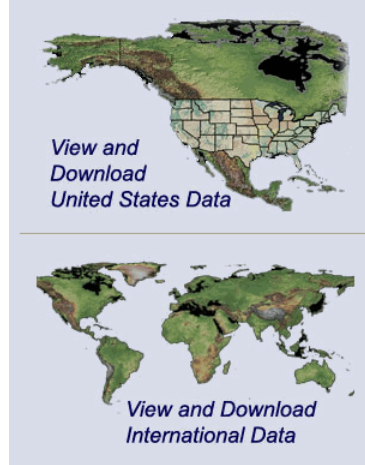 View and
Download
United States Data
View and Download
International Data